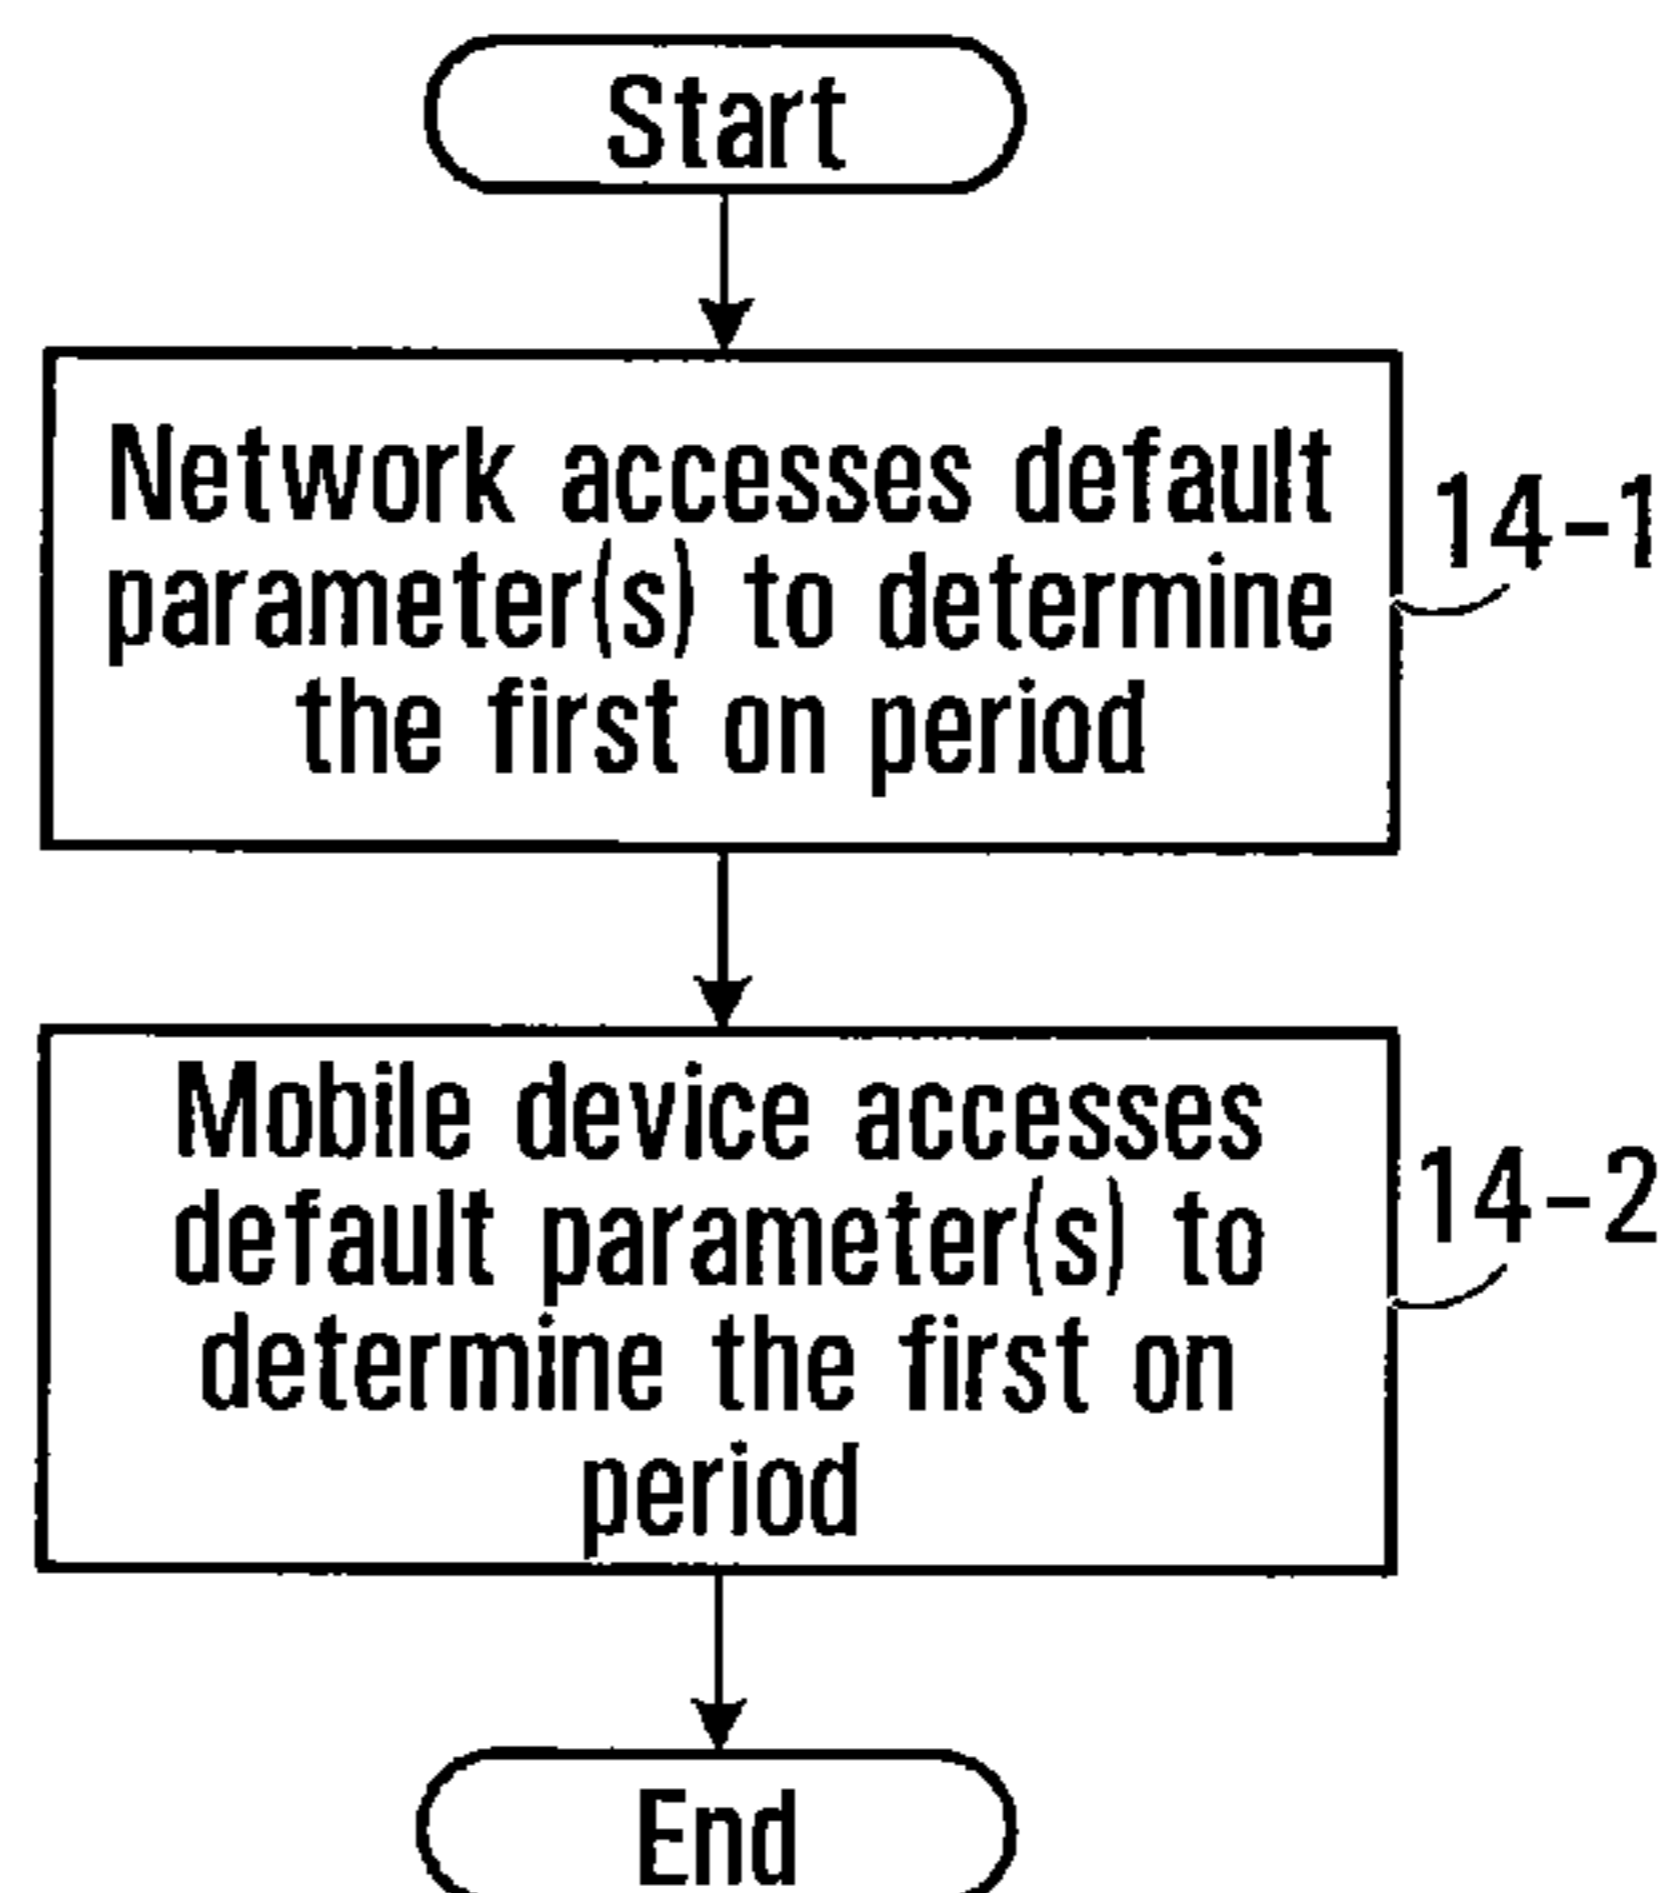 Start
Network accesses default
parameter(s) to determine
the first on period
14-1
Mobile device accesses
default parameter(s) to
determine the first on
period
14-2
End